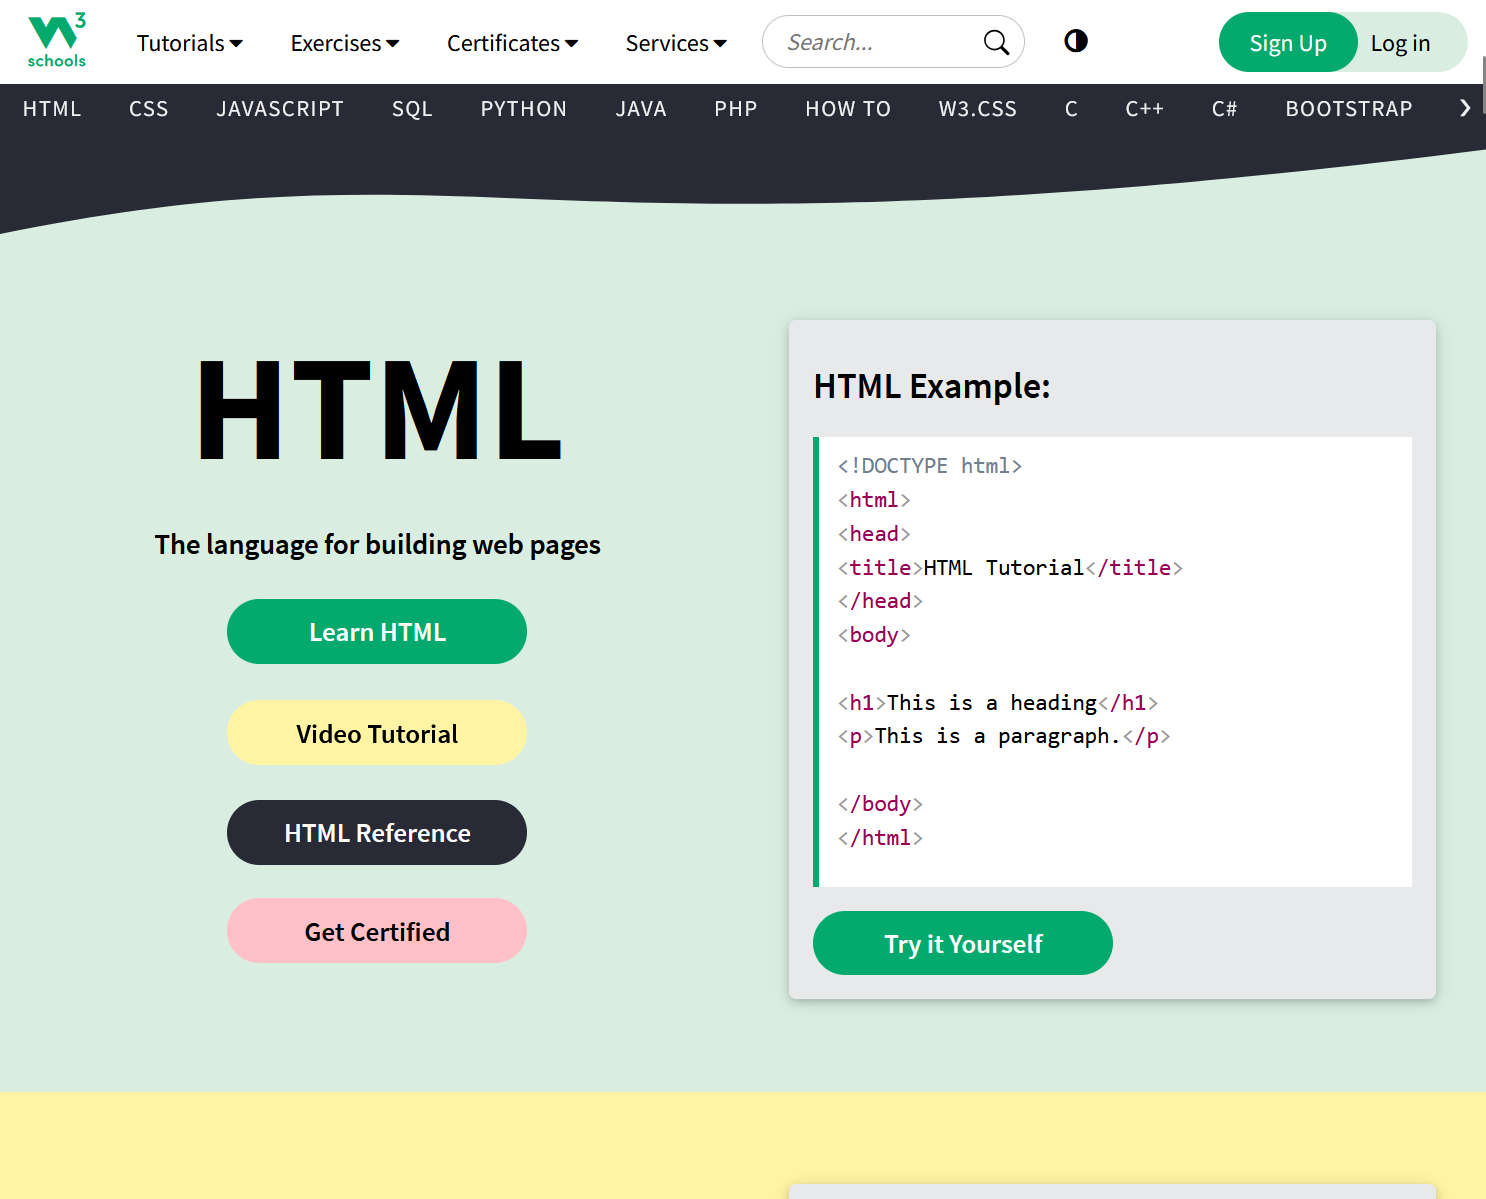 W3 schools
Tutorials Exercises Certificates Services Search... Sign Up Log in
HTML CSS JAVASCRIPT SQL PYTHON JAVA PHP HOW TO W3.CSS C C++ C# BOOTSTRAP
HTML
The language for building web pages
Learn HTML
Video Tutorial
HTML Reference
Get Certified
HTML Example:
<!DOCTYPE html>
<html>
<head>
<title>HTML Tutorial</title>
</head>
<body>
<h1>This is a heading</h1>
<p>This is a paragraph.</p>
</body>
</html>
Try it Yourself